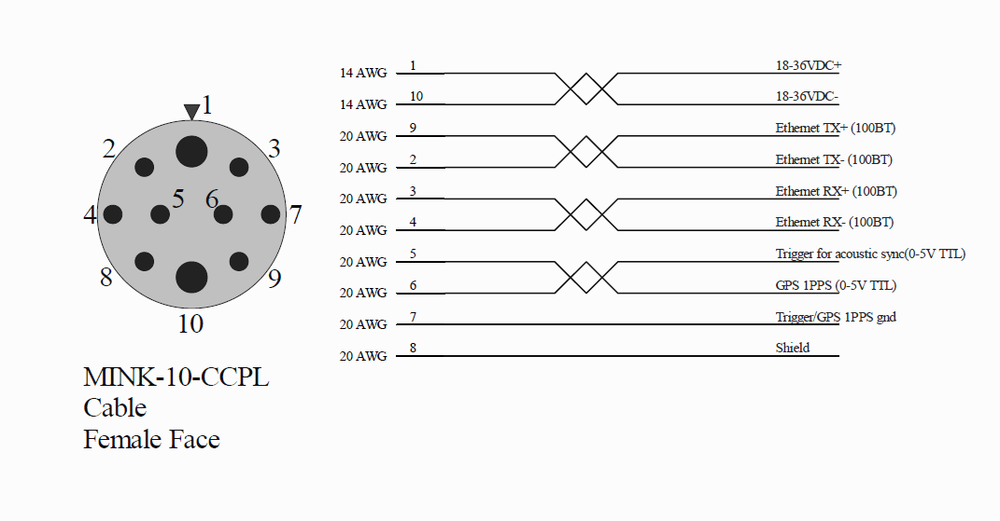 1
2
3
4
5
6
7
8
9
10
MINK-10-CCPL
Cable
Female Face
14 AWG 1 18-36VDC+
14 AWG 10 18-36VDC-
20 AWG 9 Ethernet TX+ (100BT)
20 AWG 2 Ethernet TX- (100BT)
20 AWG 3 Ethernet RX+ (100BT)
20 AWG 4 Ethernet RX- (100BT)
20 AWG 5 Trigger for acoustic sync(0-5V TTL)
20 AWG 6 GPS 1PPS (0-5V TTL)
20 AWG 7 Trigger/GPS 1PPS gnd
20 AWG 8 Shield